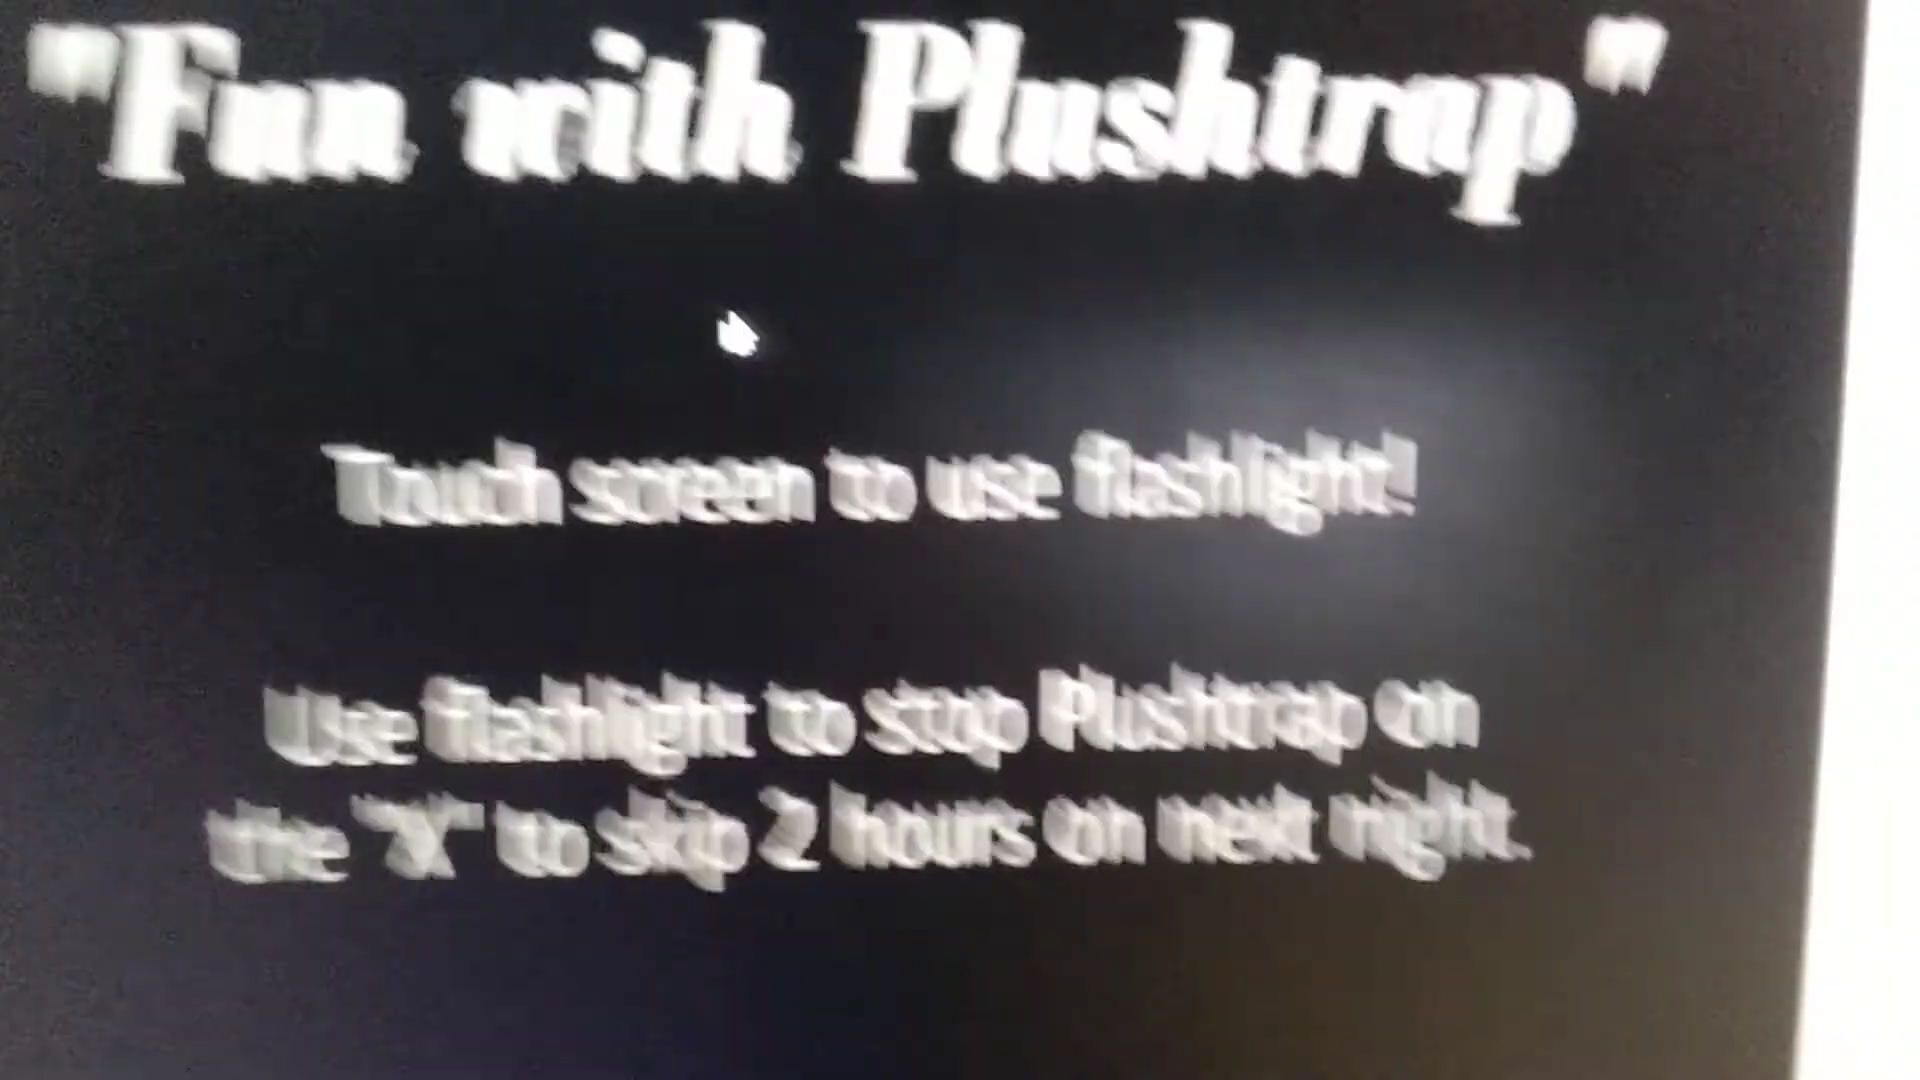 "Fun with Plushtrap"
Touch screen to use flashlight!
Use flashlight to stop Plushtrap on
the "X" to skip 2 hours on next night.